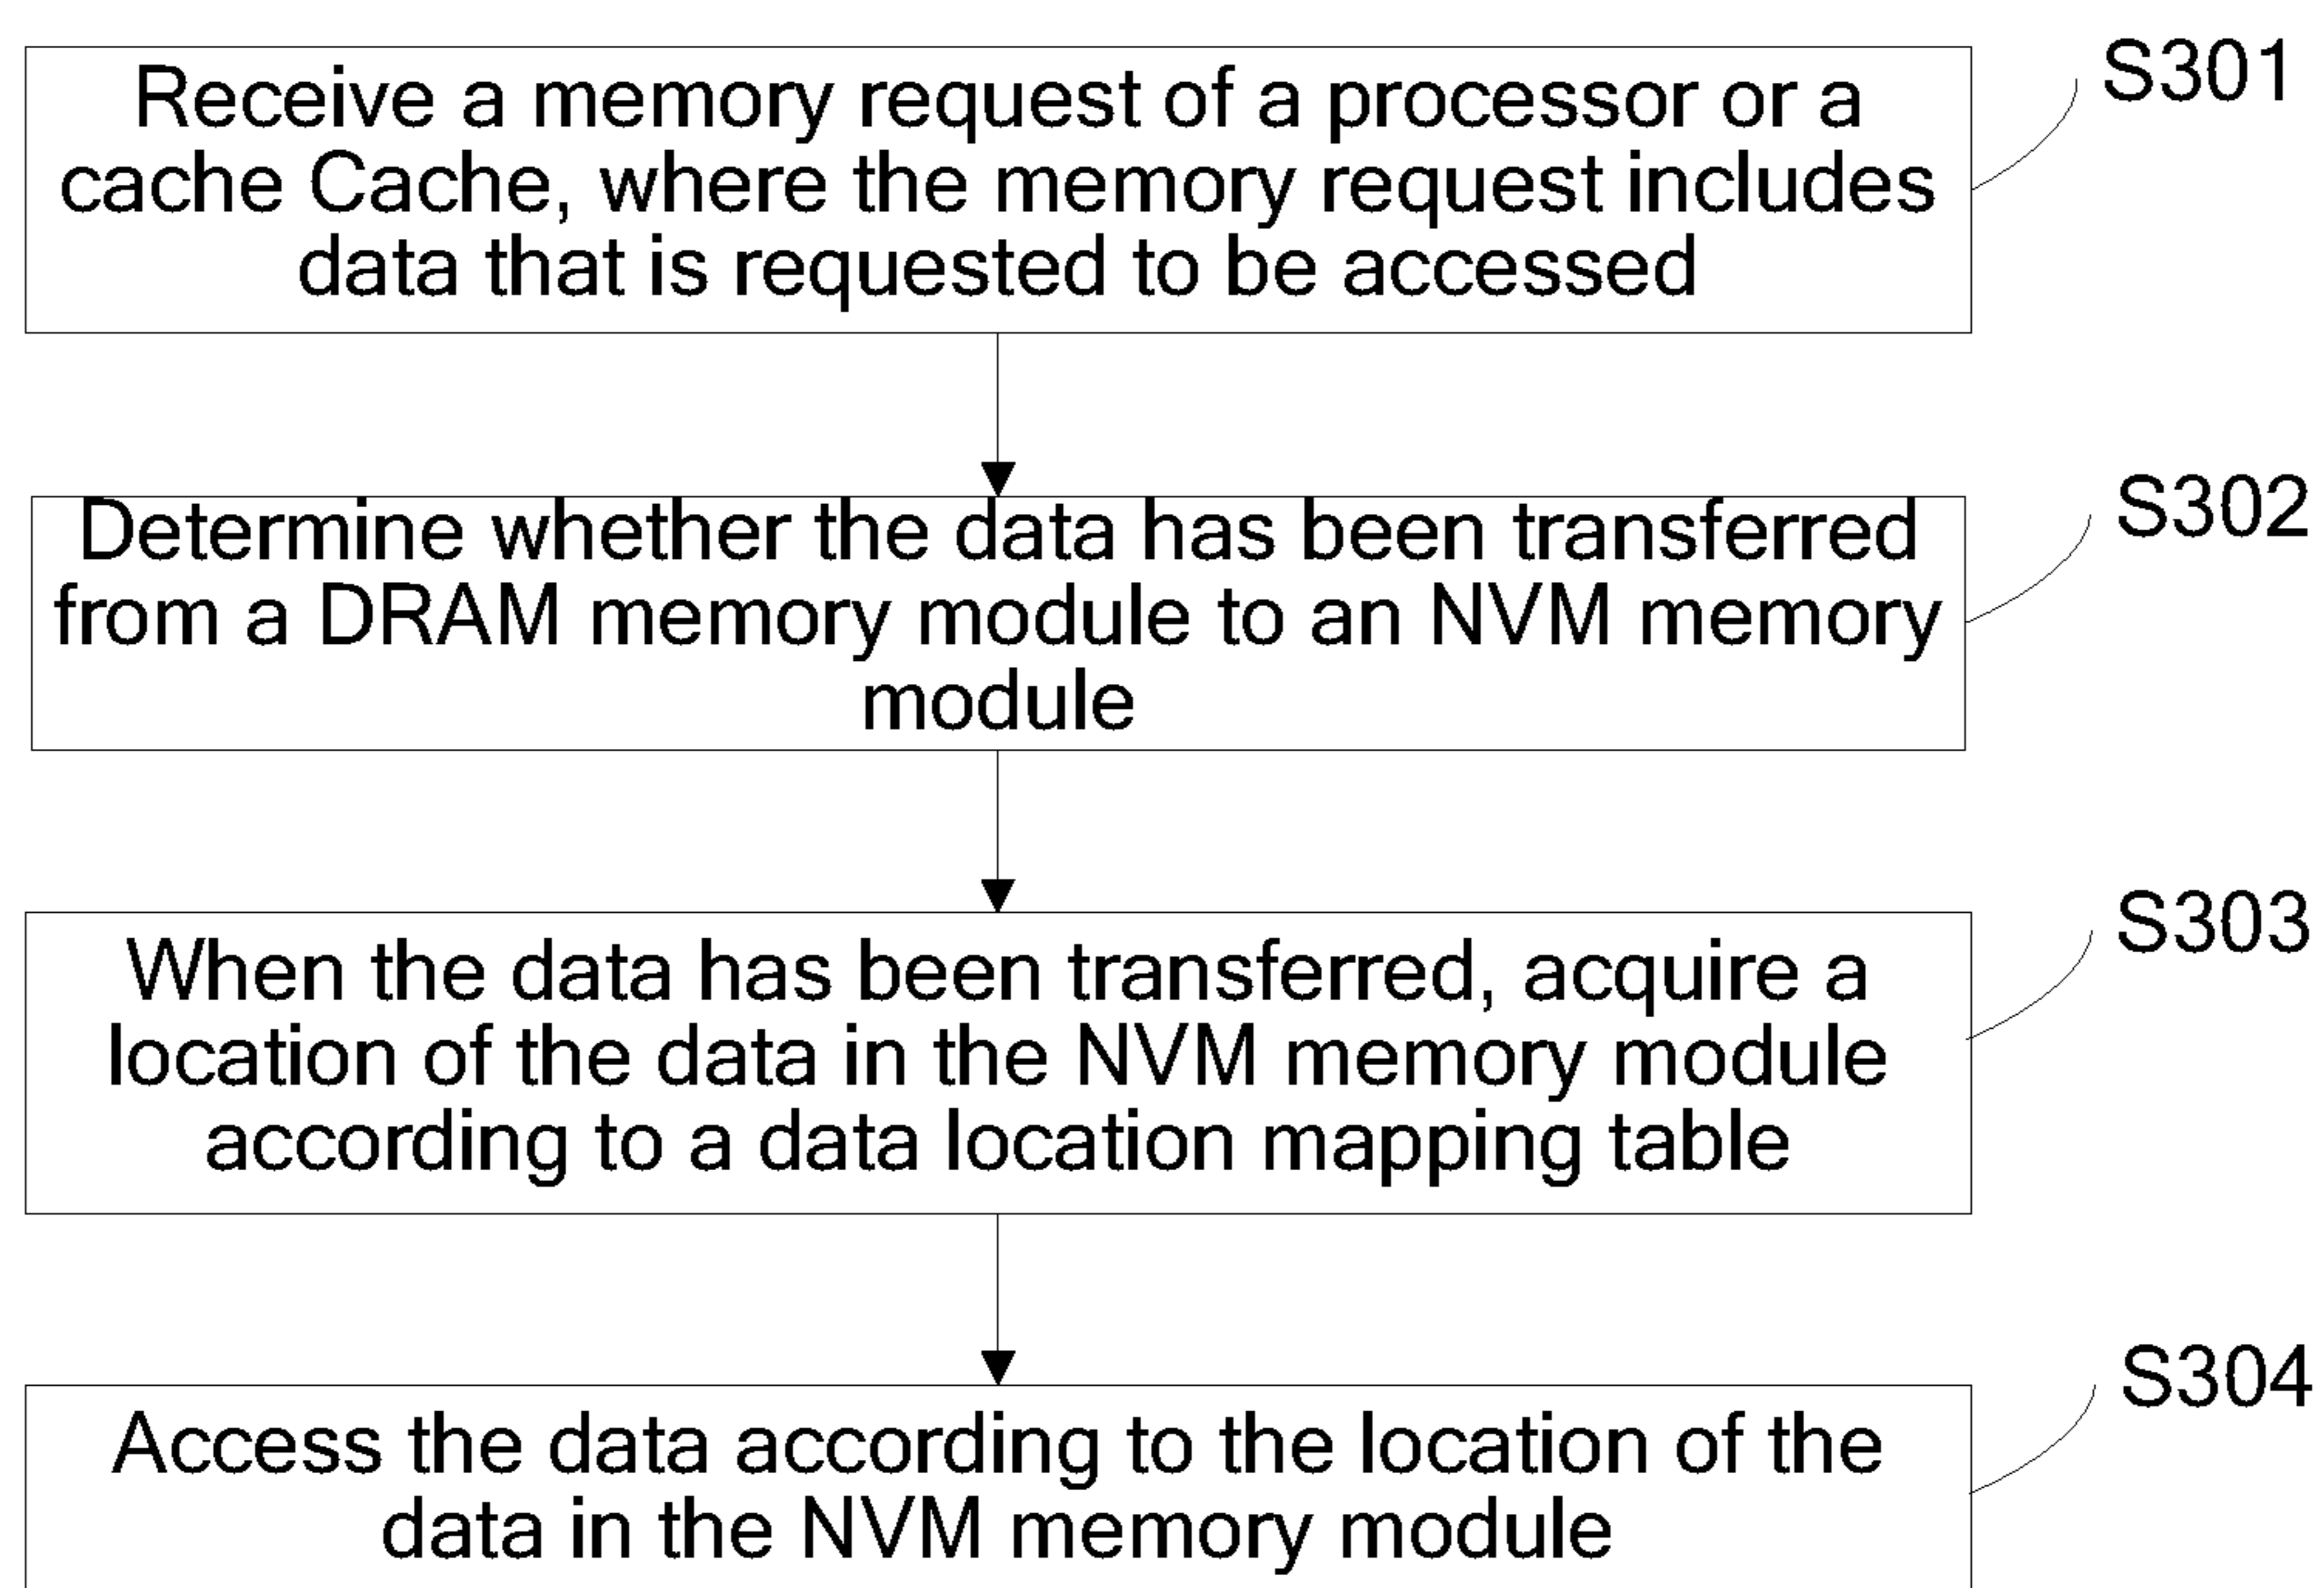 Receive a memory request of a processor or a
cache Cache, where the memory request includes
data that is requested to be accessed
S301
Determine whether the data has been transferred
from a DRAM memory module to an NVM memory
module
S302
When the data has been transferred, acquire a
location of the data in the NVM memory module
according to a data location mapping table
S303
Access the data according to the location of the
data in the NVM memory module
S304